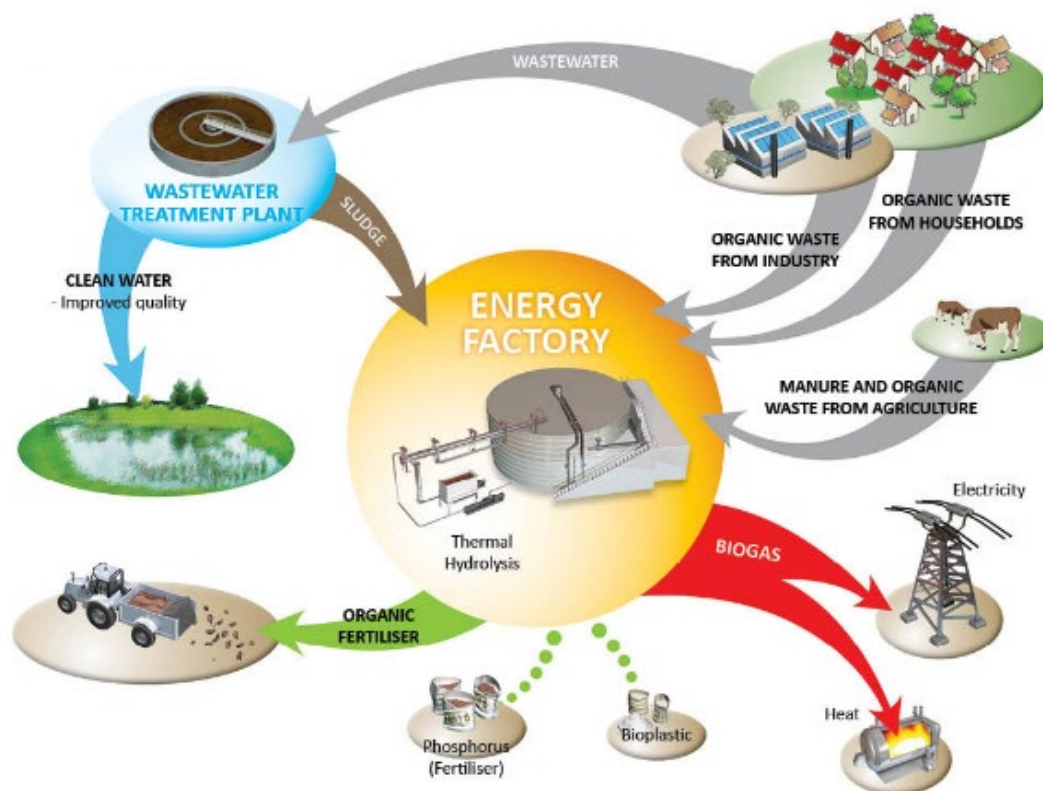 WASTEWATER
WASTEWATER
TREATMENT PLANT
SLUDGE
ORGANIC WASTE
FROM HOUSEHOLDS
ORGANIC WASTE
FROM INDUSTRY
CLEAN WATER
- Improved quality
ENERGY
FACTORY
MANURE AND ORGANIC
WASTE FROM AGRICULTURE
Thermal
Hydrolysis
Electricity
BIOGAS
ORGANIC
FERTILISER
Phosphorus
(Fertiliser)
Bioplastic
Heat